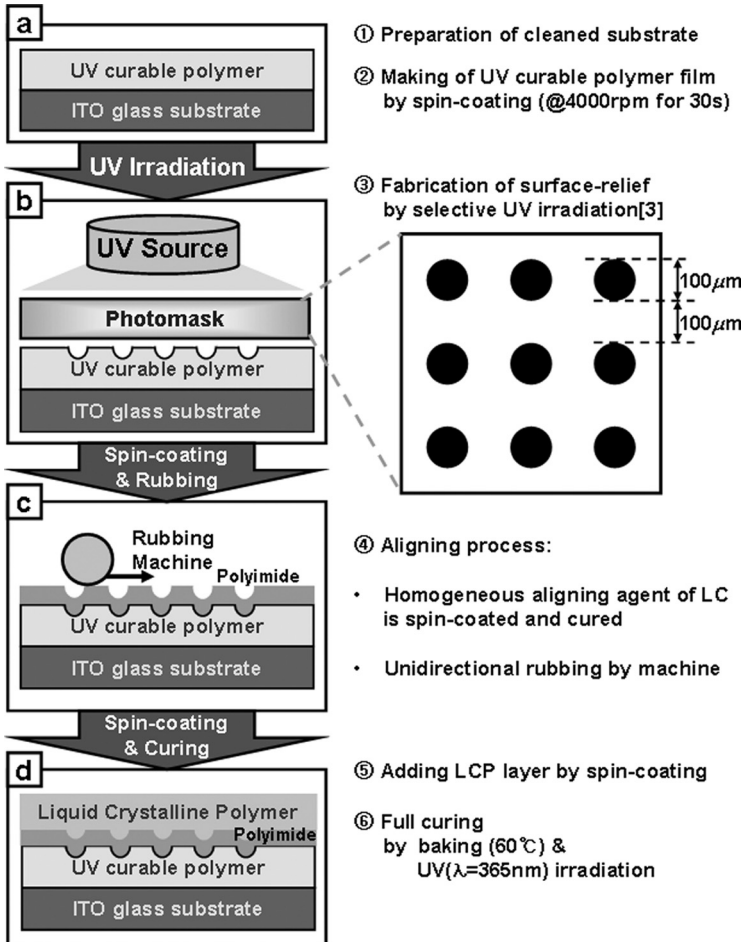 a
UV curable polymer
ITO glass substrate
① Preparation of cleaned substrate
② Making of UV curable polymer film
by spin-coating (@4000rpm for 30s)
UV Irradiation
b
UV Source
Photomask
UV curable polymer
ITO glass substrate
③ Fabrication of surface-relief
by selective UV irradiation[3]
100μm
100μm
Spin-coating
& Rubbing
c
Rubbing
Machine
Polyimide
UV curable polymer
ITO glass substrate
④ Aligning process:
• Homogeneous aligning agent of LC
is spin-coated and cured
• Unidirectional rubbing by machine
Spin-coating
& Curing
d
Liquid Crystalline Polymer
Polyimide
UV curable polymer
ITO glass substrate
⑤ Adding LCP layer by spin-coating
⑥ Full curing
by baking (60℃) &
UV(λ=365nm) irradiation